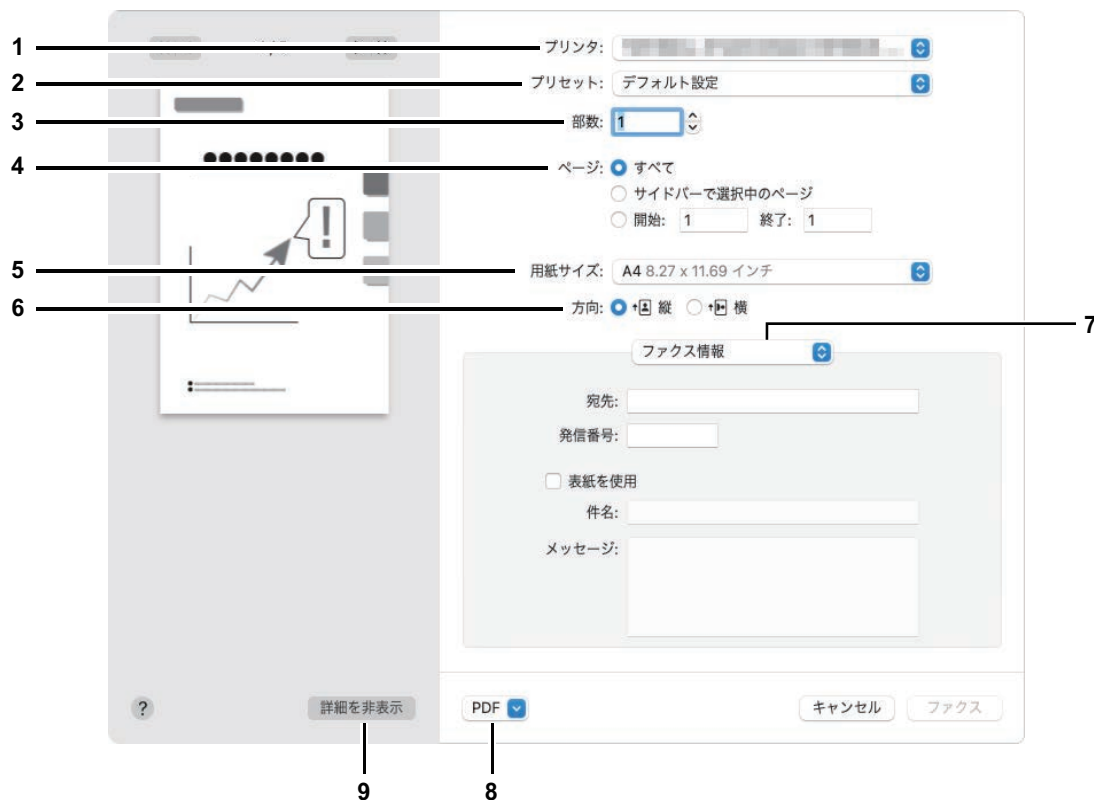 1 プリンタ:
2 プリセット: デフォルト設定
3 部数: 1
4 ページ: すべて
サイドバーで選択中のページ
開始: 1 終了: 1
5 用紙サイズ: A4 8.27 x 11.69 インチ
6 方向: 縦 横
7
ファクス情報
!
宛先:
発信番号:
表紙を使用
件名:
メッセージ:
? 詳細を非表示 PDF キャンセル ファクス
9 8